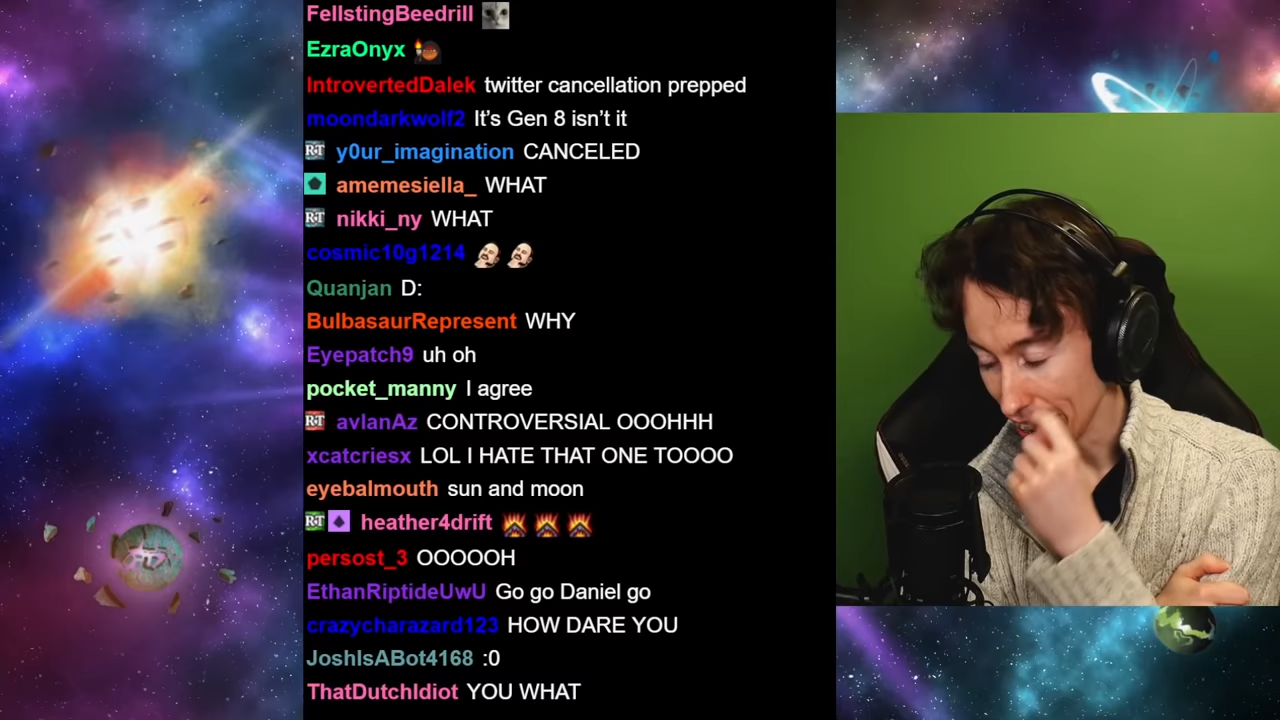 FellstingBeedrill
EzraOnyx
IntrovertedDalek twitter cancellation prepped
moondarkwolf2 It's Gen 8 isn't it
R&T y0ur_imagination CANCELED
amemesiella_ WHAT
R&T nikki_ny WHAT
cosmic10g1214
Quanjan D:
BulbasaurRepresent WHY
Eyepatch9 uh oh
pocket_manny I agree
R&T avlanAz CONTROVERSIAL OOOHHH
xcatcriesx LOL I HATE THAT ONE TOOOO
eyebalmouth sun and moon
R&T heather4drift
persost_3 OOOOOH
EthanRiptideUwU Go go Daniel go
crazycharazard123 HOW DARE YOU
JoshIsABot4168 :0
ThatDutchIdiot YOU WHAT